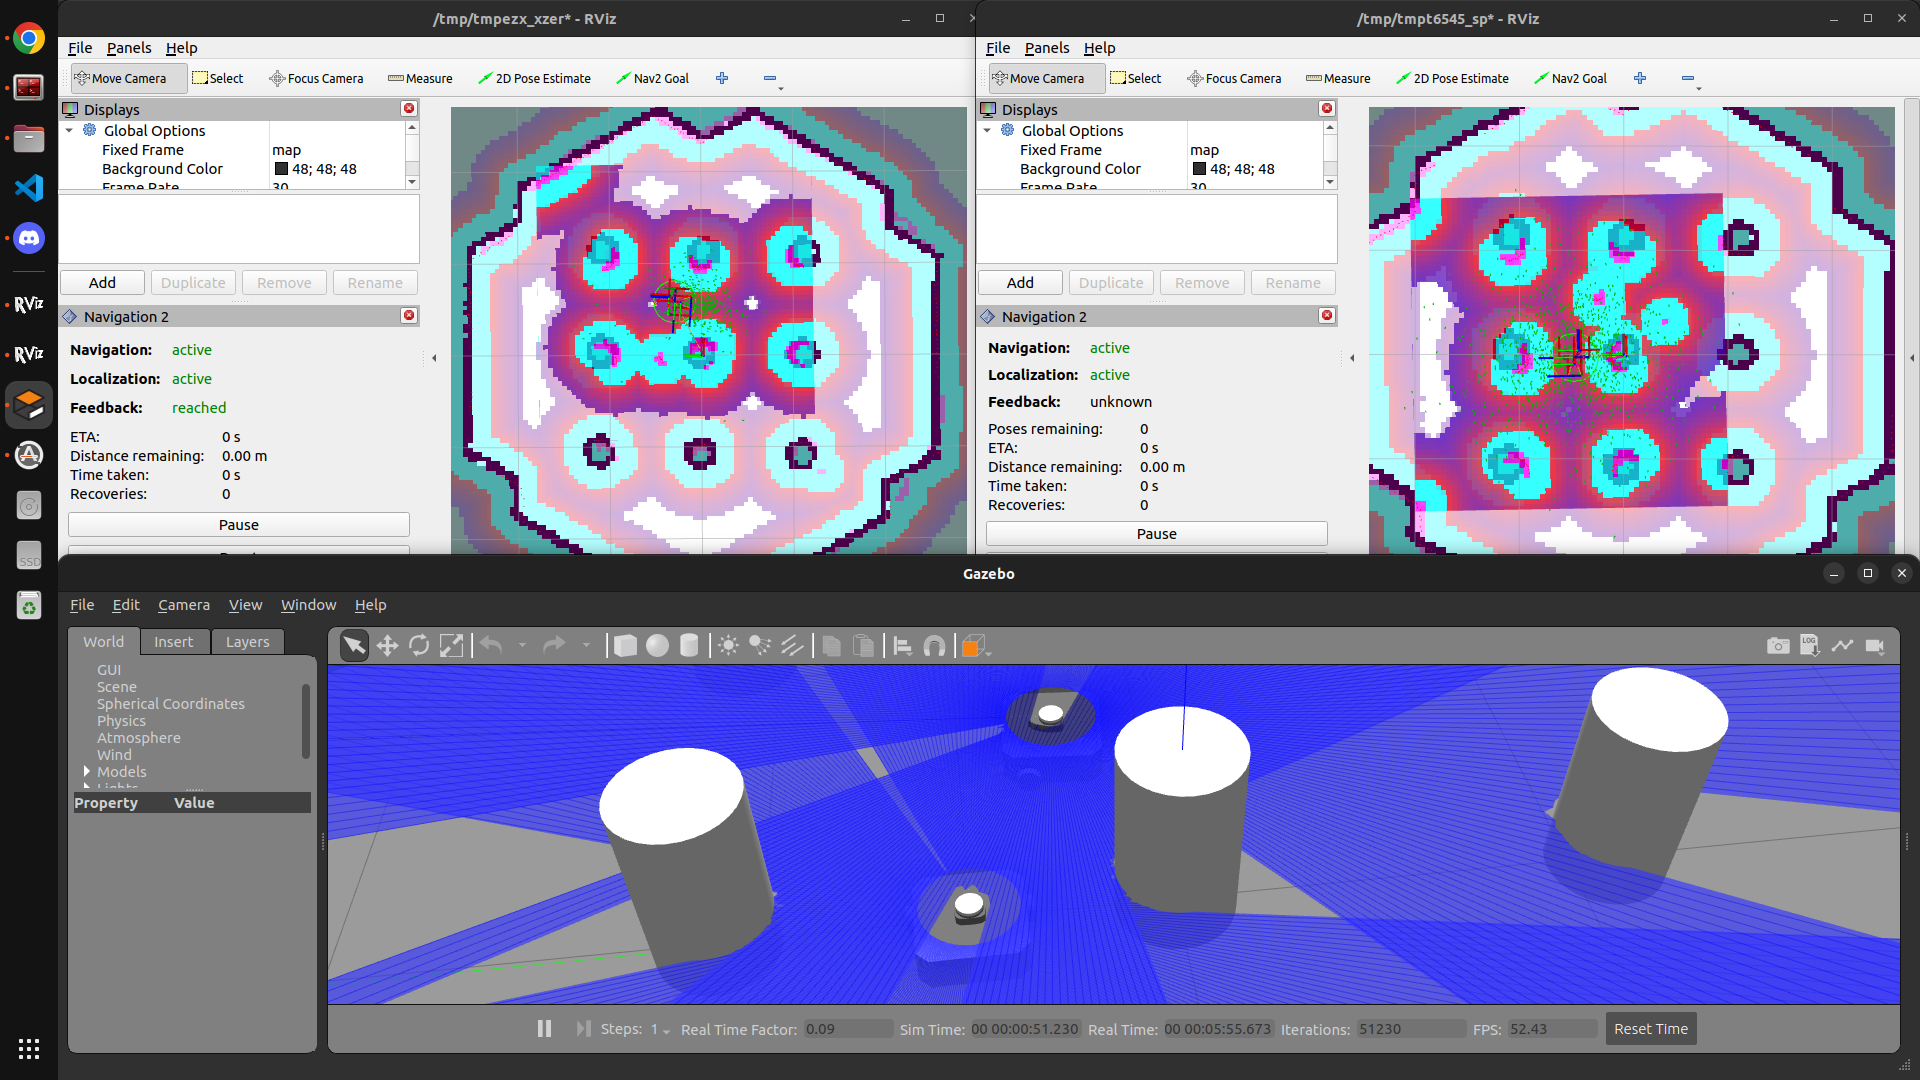 /tmp/tmpezx_xzer* - RViz
File Panels Help
Move Camera Select Focus Camera Measure 2D Pose Estimate Nav2 Goal
Displays
Global Options
Fixed Frame map
Background Color 48; 48; 48
Frame Rate 30
Add Duplicate Remove Rename
Navigation 2
Navigation: active
Localization: active
Feedback: reached
ETA: 0 s
Distance remaining: 0.00 m
Time taken: 0 s
Recoveries: 0
Pause
/tmp/tmpt6545_sp* - RViz
File Panels Help
Move Camera Select Focus Camera Measure 2D Pose Estimate Nav2 Goal
Displays
Global Options
Fixed Frame map
Background Color 48; 48; 48
Frame Rate 30
Add Duplicate Remove Rename
Navigation 2
Navigation: active
Localization: active
Feedback: unknown
Poses remaining: 0
ETA: 0 s
Distance remaining: 0.00 m
Time taken: 0 s
Recoveries: 0
Pause
RViz
RViz
SSD
Gazebo
File Edit Camera View Window Help
World Insert Layers
GUI
Scene
Spherical Coordinates
Physics
Atmosphere
Wind
Models
Lights
Property Value
LOG
Steps: 1 Real Time Factor: 0.09 Sim Time: 00 00:00:51.230 Real Time: 00 00:05:55.673 Iterations: 51230 FPS: 52.43 Reset Time